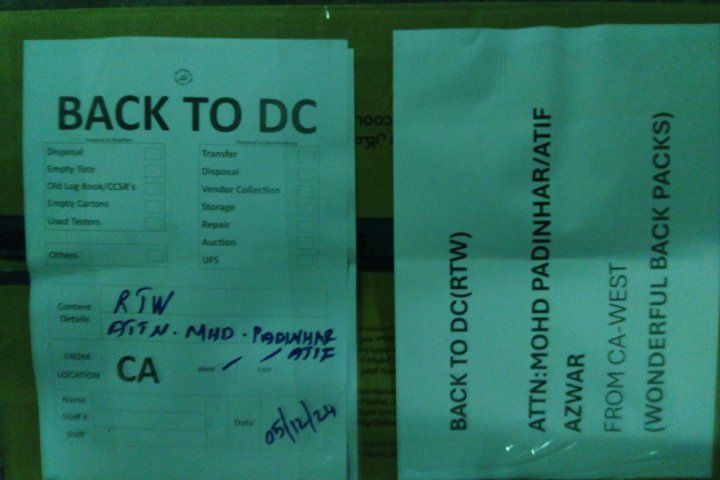 BACK TO DC
Disposal
Empty Tote
Old Log Book/CCSR's
Empty Cartons
Used Testers
Others
Transfer
Disposal
Vendor Collection
Storage
Repair
Auction
UFS
Content
Details
RTW
ATTN. MHD. PADINHAR
/ATIF
FROM
LOCATION
CA
West
East
Name
Staff #
Shift
Date
05/12/24
BACK TO DC(RTW)
ATTN:MOHD PADINHAR/ATIF
AZWAR
FROM CA-WEST
(WONDERFUL BACK PACKS)